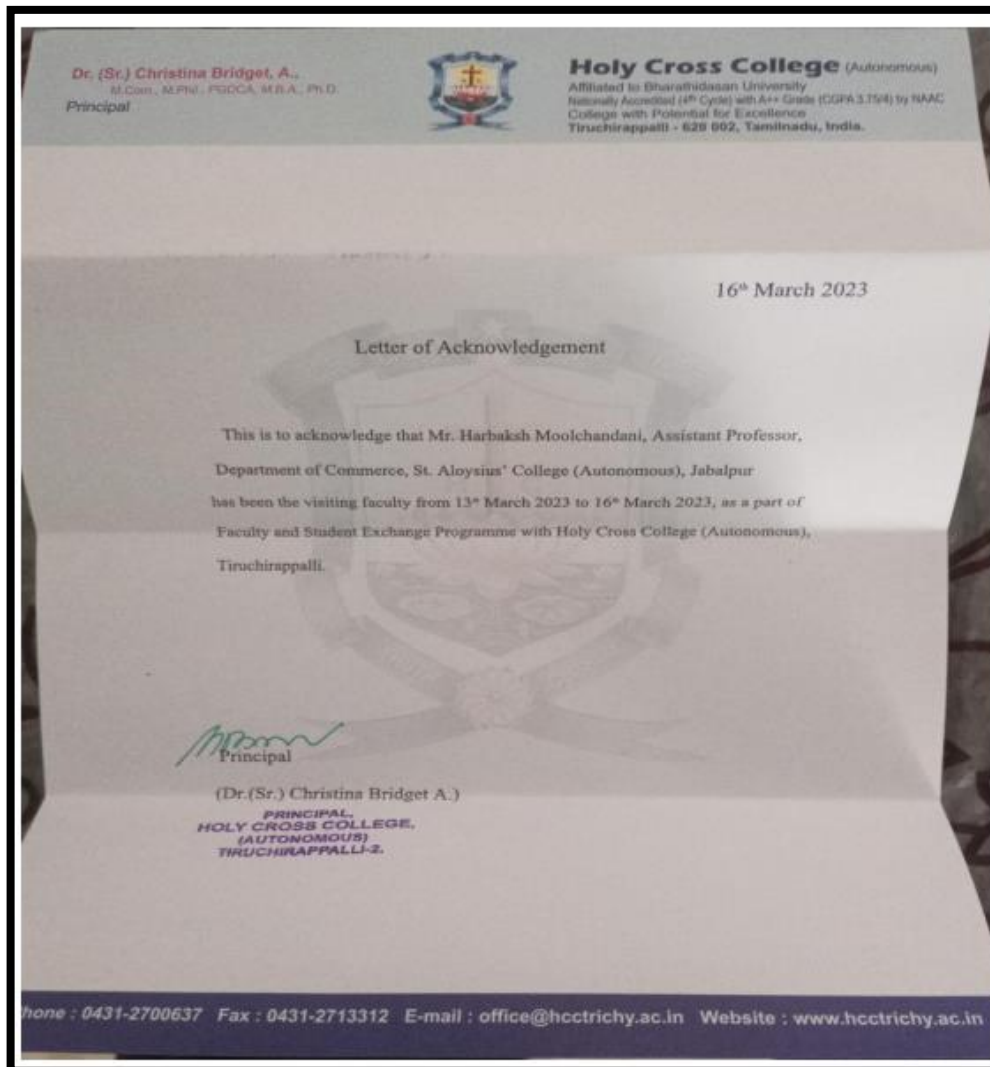 Dr. (Sr.) Christina Bridget, A.,
M.Com., M.Phil., PGDCA, M.B.A., Ph.D.
Principal
Holy Cross College (Autonomous)
Affiliated to Bharathidasan University
Nationally Accredited (4th Cycle) with A++ Grade (CGPA 3.75/4) by NAAC
College with Potential for Excellence
Tiruchirappalli - 620 002, Tamilnadu, India.
16th March 2023
Letter of Acknowledgement
This is to acknowledge that Mr. Harbaksh Moolchandani, Assistant Professor,
Department of Commerce, St. Aloysius' College (Autonomous), Jabalpur
has been the visiting faculty from 13th March 2023 to 16th March 2023, as a part of
Faculty and Student Exchange Programme with Holy Cross College (Autonomous),
Tiruchirappalli.
Principal
(Dr.(Sr.) Christina Bridget A.)
PRINCIPAL,
HOLY CROSS COLLEGE,
(AUTONOMOUS)
TIRUCHIRAPPALLI-2.
hone : 0431-2700637 Fax : 0431-2713312 E-mail : office@hcctrichy.ac.in Website : www.hcctrichy.ac.in